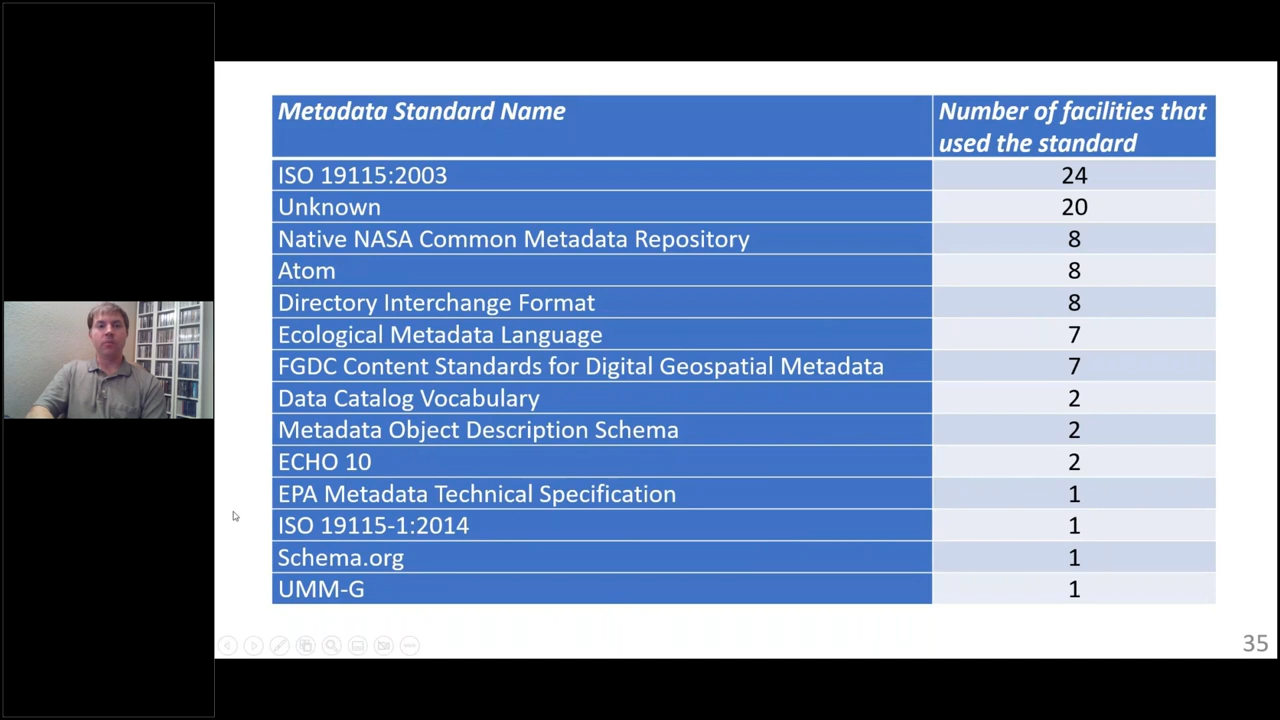 Metadata Standard Name
Number of facilities that
used the standard
ISO 19115:2003
24
Unknown
20
Native NASA Common Metadata Repository
8
Atom
8
Directory Interchange Format
8
Ecological Metadata Language
7
FGDC Content Standards for Digital Geospatial Metadata
7
Data Catalog Vocabulary
2
Metadata Object Description Schema
2
ECHO 10
2
EPA Metadata Technical Specification
1
ISO 19115-1:2014
1
Schema.org
1
UMM-G
1
35